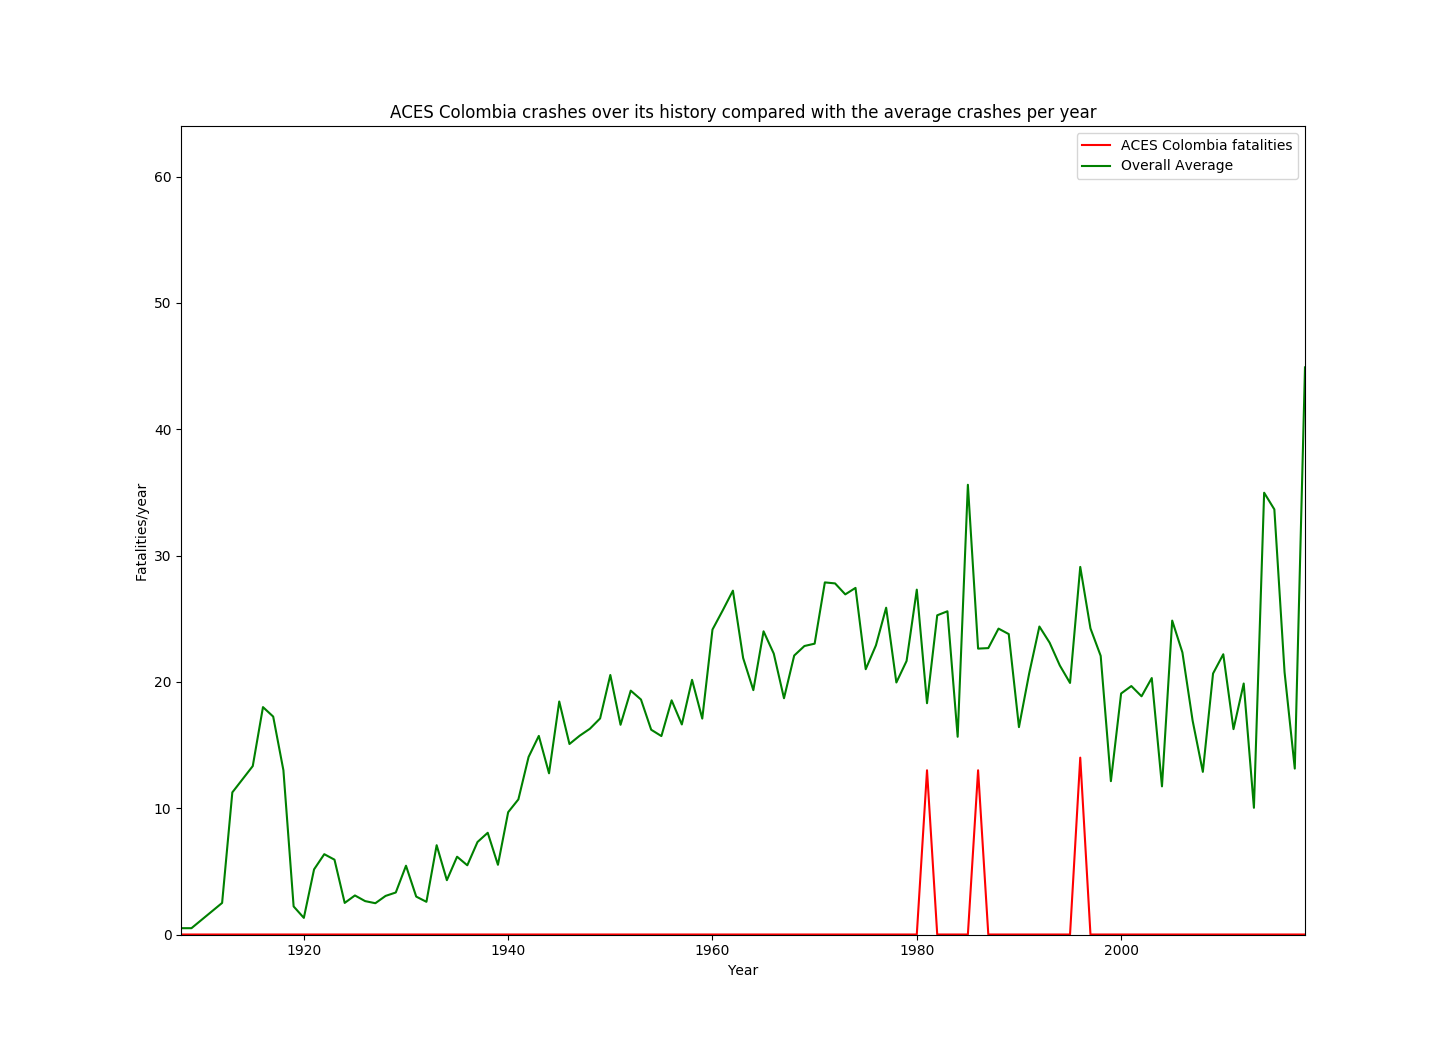 ACES Colombia crashes over its history compared with the average crashes per year
ACES Colombia fatalities
Overall Average
60
50
40
30
20
10
0
Fatalities/year
1920 1940 1960 1980 2000
Year